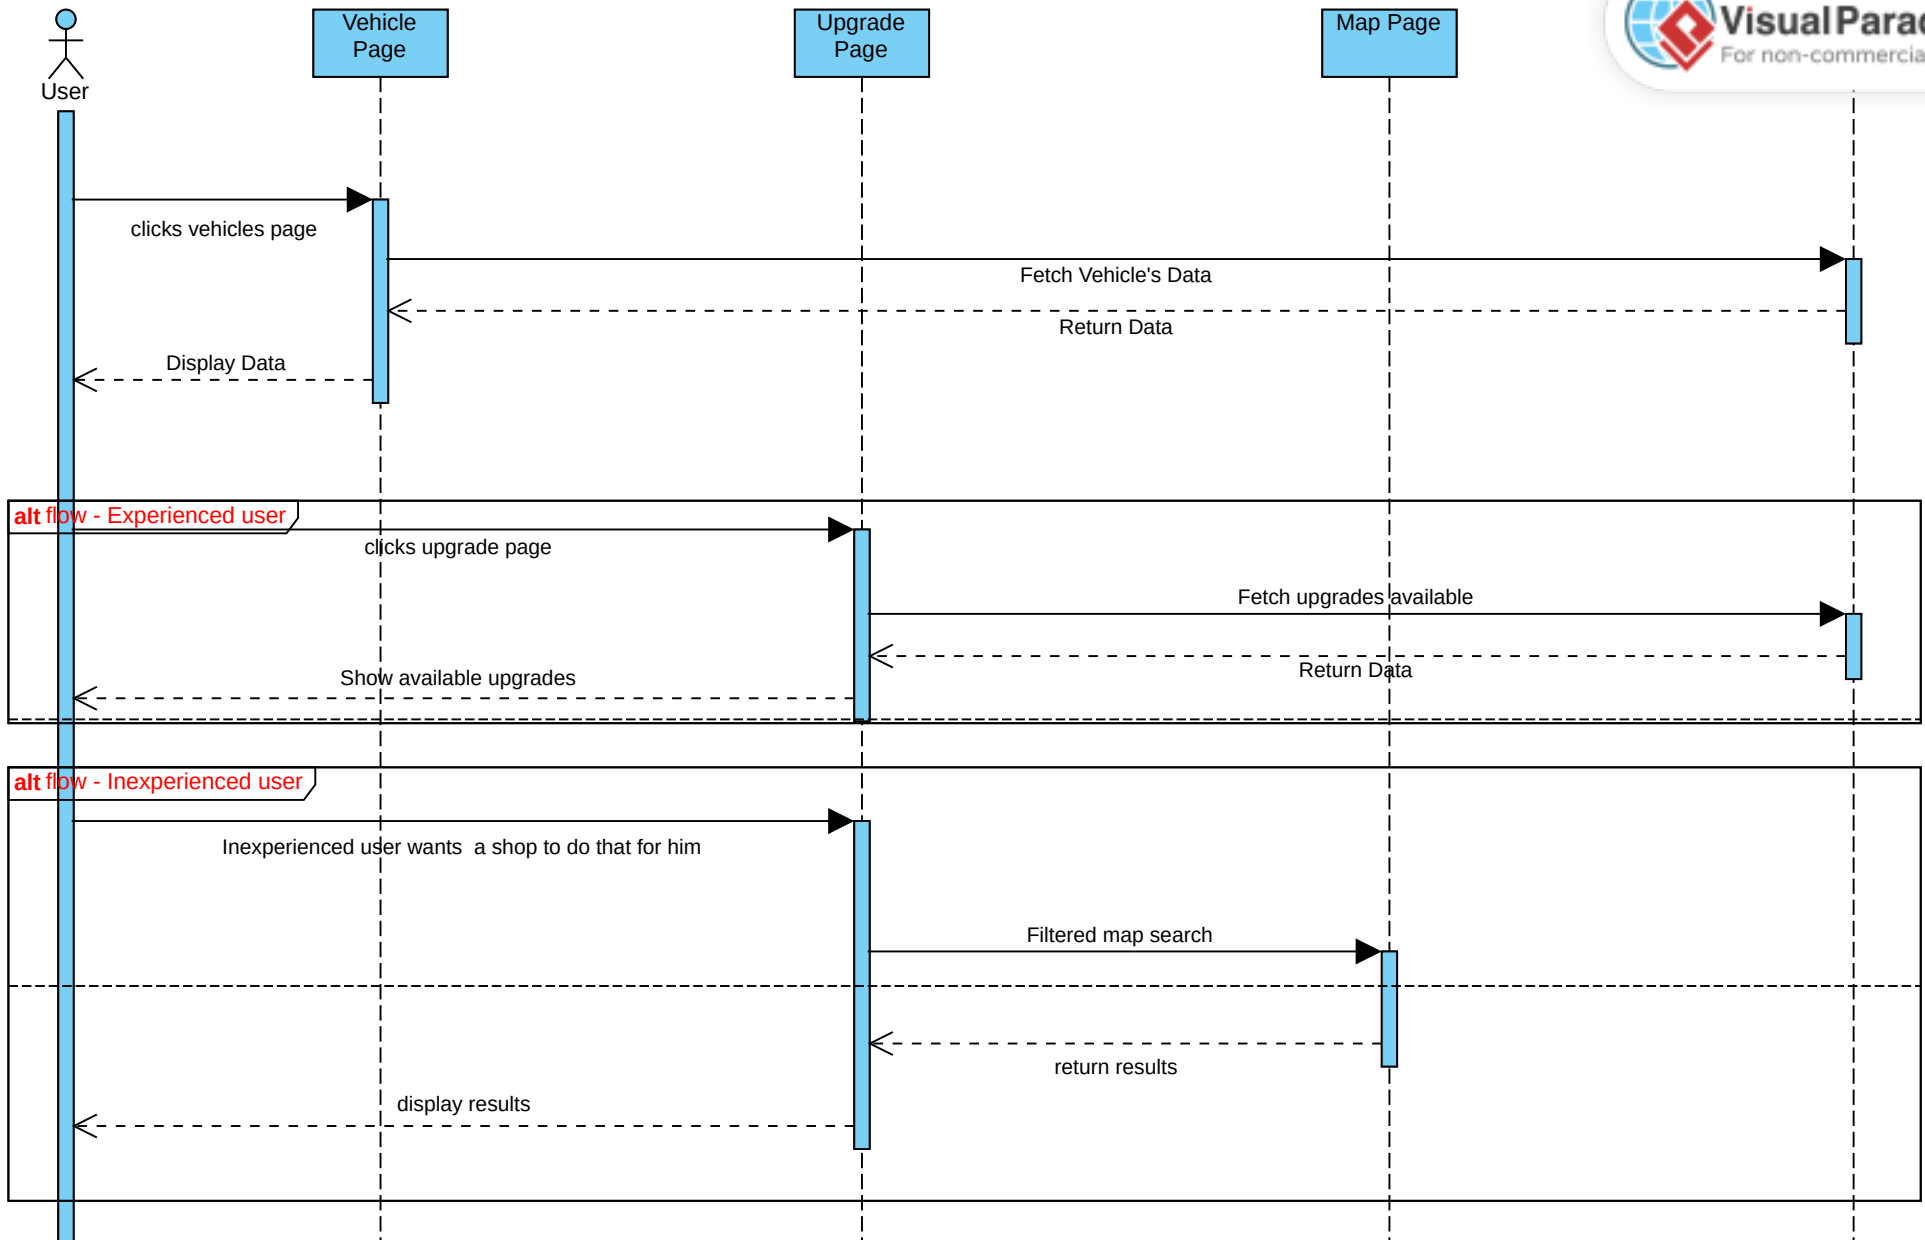 Vehicle
Page
Upgrade
Page
Map Page
Visual Parad
For non-commercia
User
clicks vehicles page
Fetch Vehicle's Data
Return Data
Display Data
alt flow - Experienced user
clicks upgrade page
Fetch upgrades available
Return Data
Show available upgrades
alt flow - Inexperienced user
Inexperienced user wants  a shop to do that for him
Filtered map search
return results
display results